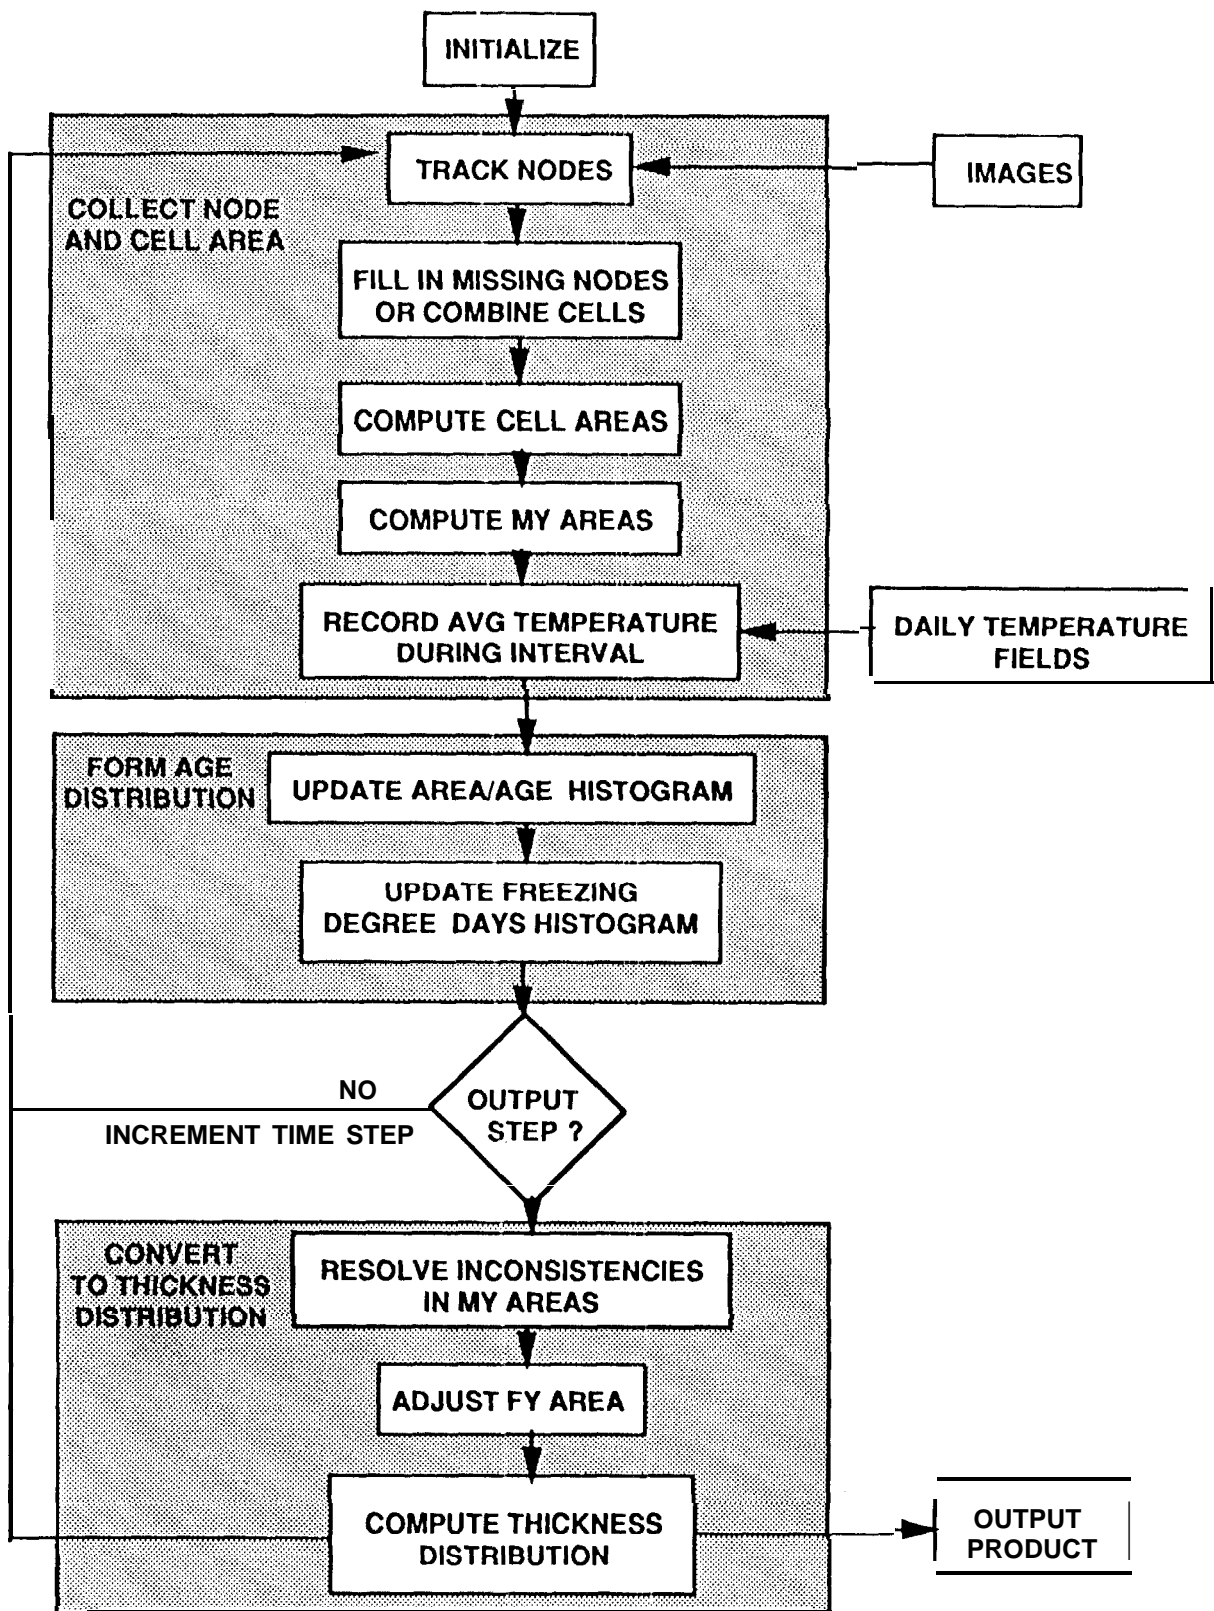 INITIALIZE
TRACK NODES
IMAGES
COLLECT NODE
AND CELL AREA
FILL IN MISSING NODES
OR COMBINE CELLS
COMPUTE CELL AREAS
COMPUTE MY AREAS
RECORD AVG TEMPERATURE
DURING INTERVAL
DAILY TEMPERATURE
FIELDS
FORM AGE
DISTRIBUTION
UPDATE AREA/AGE HISTOGRAM
UPDATE FREEZING
DEGREE DAYS HISTOGRAM
OUTPUT
STEP ?
NO
INCREMENT TIME STEP
CONVERT
TO THICKNESS
DISTRIBUTION
RESOLVE INCONSISTENCIES
IN MY AREAS
ADJUST FY AREA
COMPUTE THICKNESS
DISTRIBUTION
OUTPUT
PRODUCT